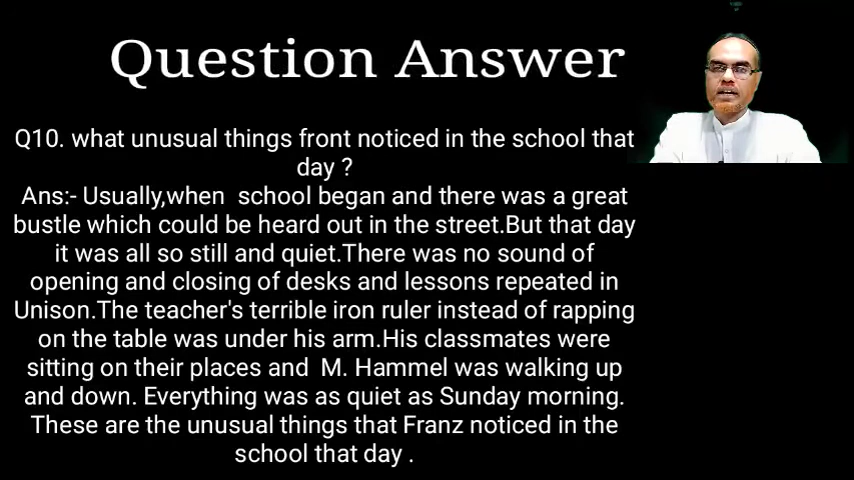 Question Answer
Q10. what unusual things front noticed in the school that
day ?
Ans:- Usually,when school began and there was a great
bustle which could be heard out in the street.But that day
it was all so still and quiet.There was no sound of
opening and closing of desks and lessons repeated in
Unison.The teacher's terrible iron ruler instead of rapping
on the table was under his arm.His classmates were
sitting on their places and M. Hammel was walking up
and down. Everything was as quiet as Sunday morning.
These are the unusual things that Franz noticed in the
school that day .